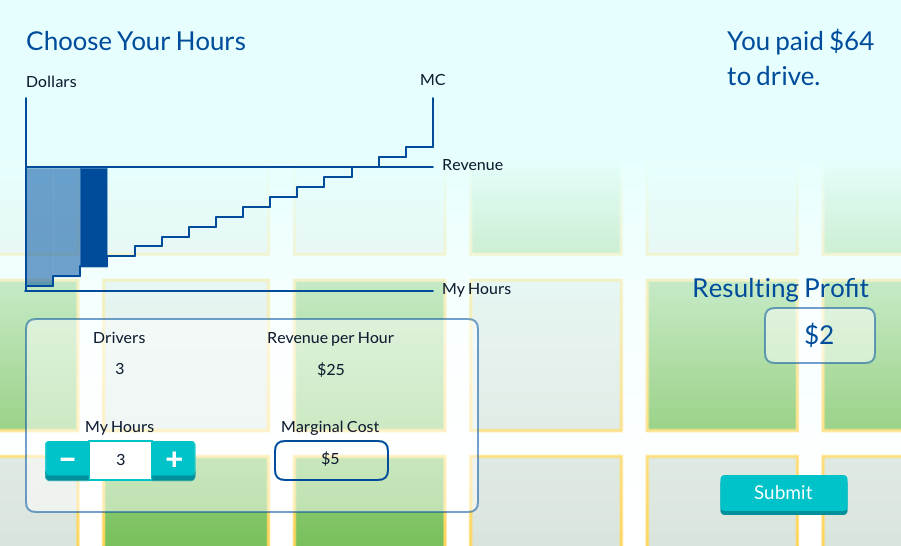 Choose Your Hours
You paid $64
to drive.
Dollars
MC
Revenue
My Hours
Resulting Profit
$2
Drivers
Revenue per Hour
3
$25
My Hours
Marginal Cost
− 3 +
$5
Submit